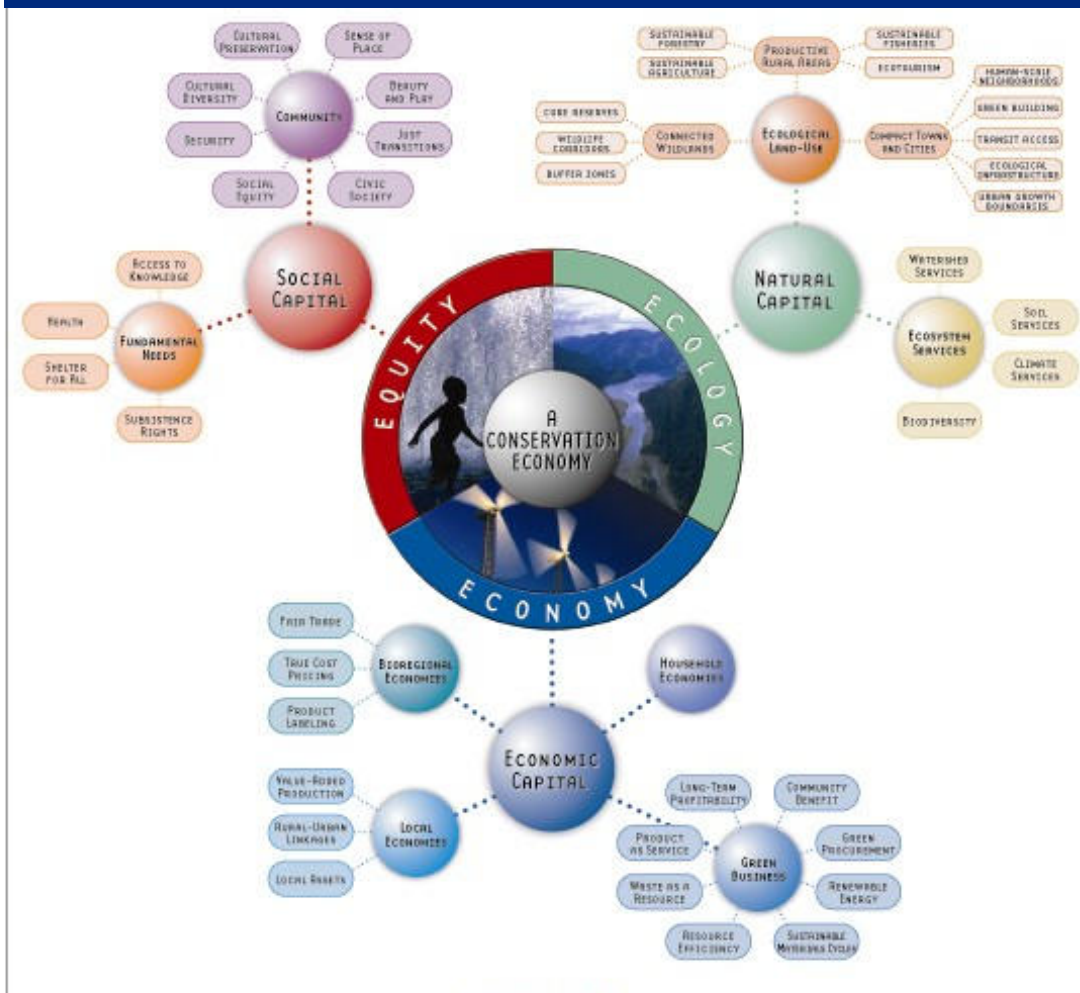 CULTURAL
PRESERVATION
SENSE OF
PLACE
CULTURAL
DIVERSITY
BEAUTY
AND PLAY
COMMUNITY
SECURITY
JUST
TRANSITIONS
SOCIAL
EQUITY
CIVIC
SOCIETY
SOCIAL
CAPITAL
ACCESS TO
KNOWLEDGE
HEALTH
FUNDAMENTAL
NEEDS
SHELTER
FOR ALL
SUBSISTENCE
RIGHTS
SUSTAINABLE
FORESTRY
SUSTAINABLE
AGRICULTURE
PRODUCTIVE
RURAL AREAS
SUSTAINABLE
FISHERIES
ECOTOURISM
CORE RESERVES
WILDLIFE
CORRIDORS
BUFFER ZONES
CONNECTED
WILDLANDS
ECOLOGICAL
LAND-USE
COMPACT TOWNS
AND CITIES
HUMAN-SCALE
NEIGHBORHOODS
GREEN BUILDING
TRANSIT ACCESS
ECOLOGICAL
INFRASTRUCTURE
URBAN GROWTH
BOUNDARIES
NATURAL
CAPITAL
WATERSHED
SERVICES
SOIL
SERVICES
ECOSYSTEM
SERVICES
CLIMATE
SERVICES
BIODIVERSITY
EQUITY
ECOLOGY
A
CONSERVATION
ECONOMY
ECONOMY
FAIR TRADE
TRUE COST
PRICING
PRODUCT
LABELING
BIOREGIONAL
ECONOMIES
HOUSEHOLD
ECONOMIES
ECONOMIC
CAPITAL
VALUE-ADDED
PRODUCTION
RURAL-URBAN
LINKAGES
LOCAL ASSETS
LOCAL
ECONOMIES
LONG-TERM
PROFITABILITY
COMMUNITY
BENEFIT
PRODUCT
AS SERVICE
GREEN
PROCUREMENT
GREEN
BUSINESS
WASTE AS A
RESOURCE
RENEWABLE
ENERGY
RESOURCE
EFFICIENCY
SUSTAINABLE
MATERIALS CYCLES